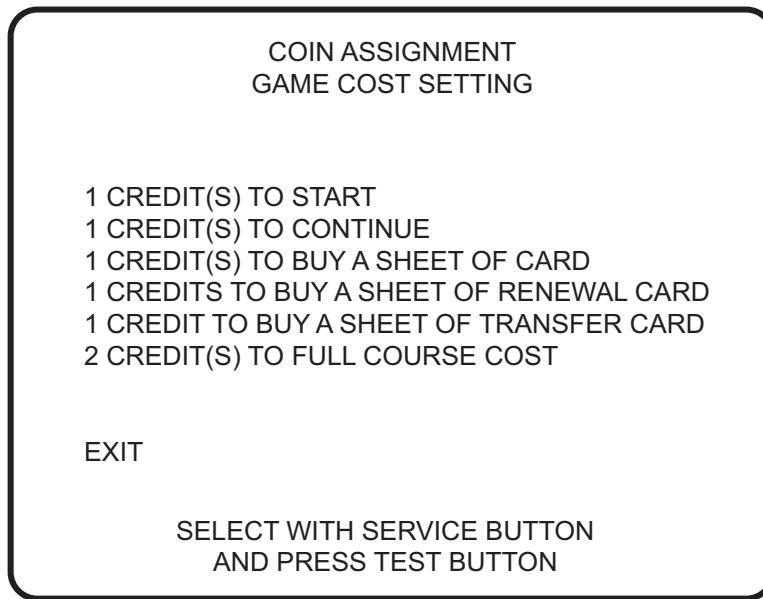 COIN ASSIGNMENT
GAME COST SETTING
1 CREDIT(S) TO START
1 CREDIT(S) TO CONTINUE
1 CREDIT(S) TO BUY A SHEET OF CARD
1 CREDITS TO BUY A SHEET OF RENEWAL CARD
1 CREDIT TO BUY A SHEET OF TRANSFER CARD
2 CREDIT(S) TO FULL COURSE COST
EXIT
SELECT WITH SERVICE BUTTON
AND PRESS TEST BUTTON